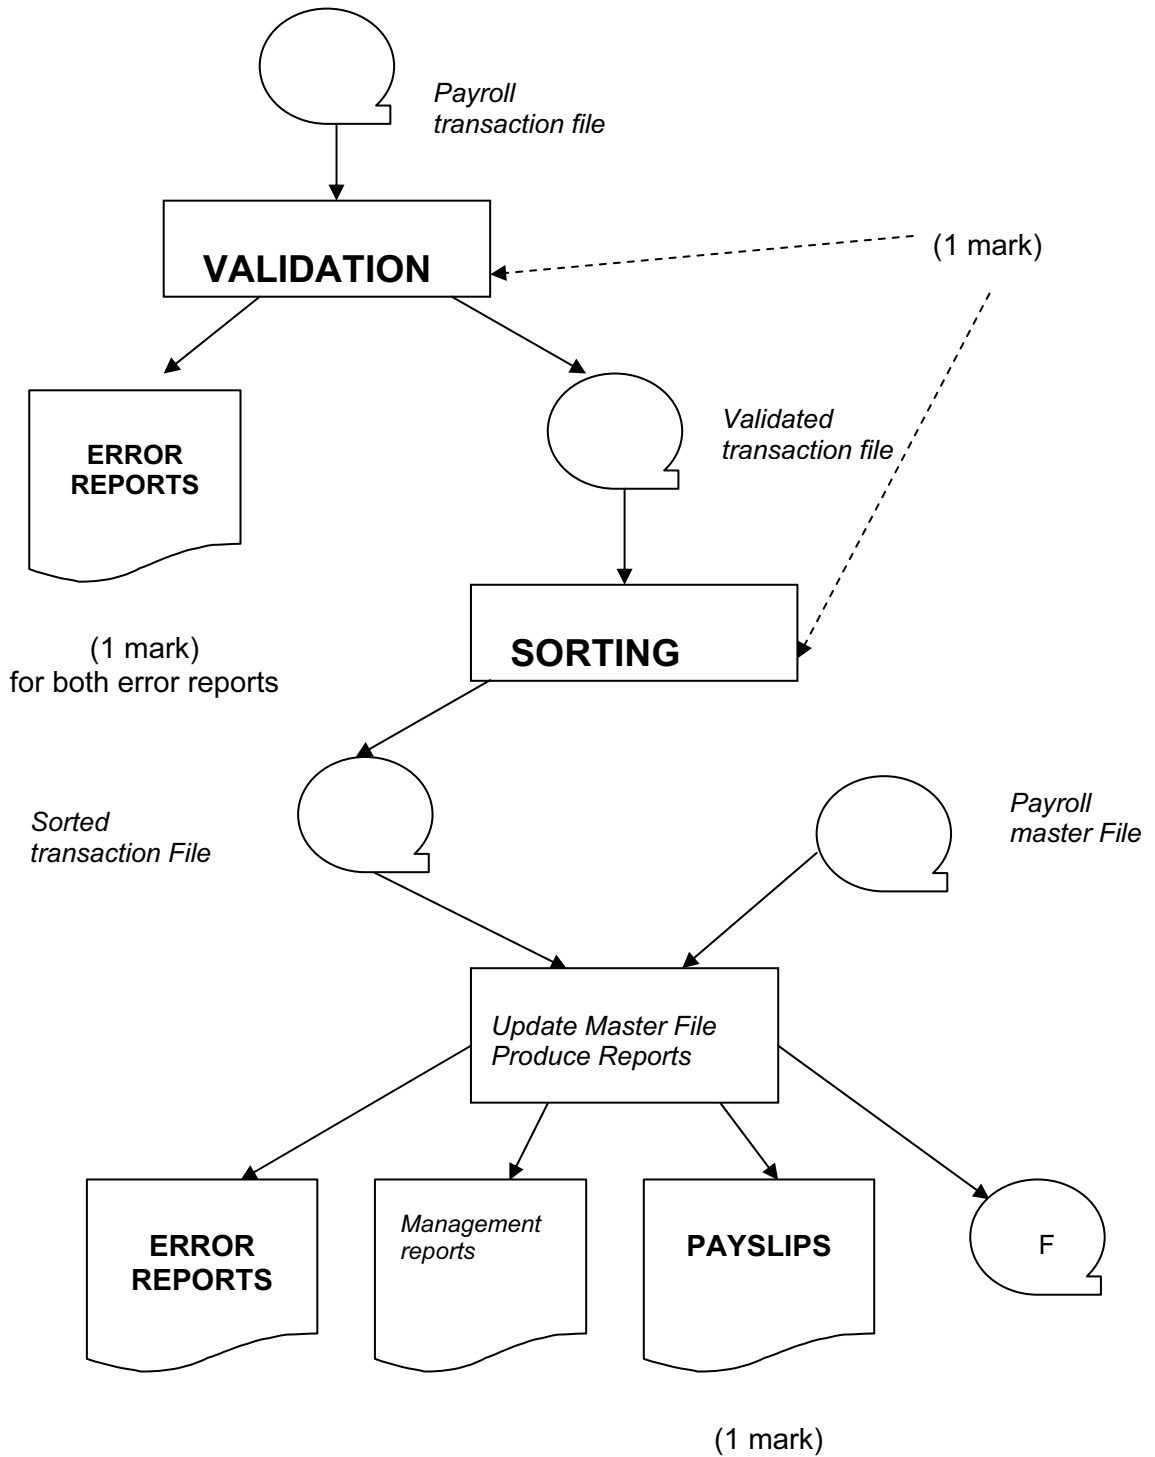 Payroll
transaction file
VALIDATION
(1 mark)
ERROR
REPORTS
Validated
transaction file
(1 mark)
for both error reports
SORTING
Sorted
transaction File
Payroll
master File
Update Master File
Produce Reports
ERROR
REPORTS
Management
reports
PAYSLIPS
F
(1 mark)